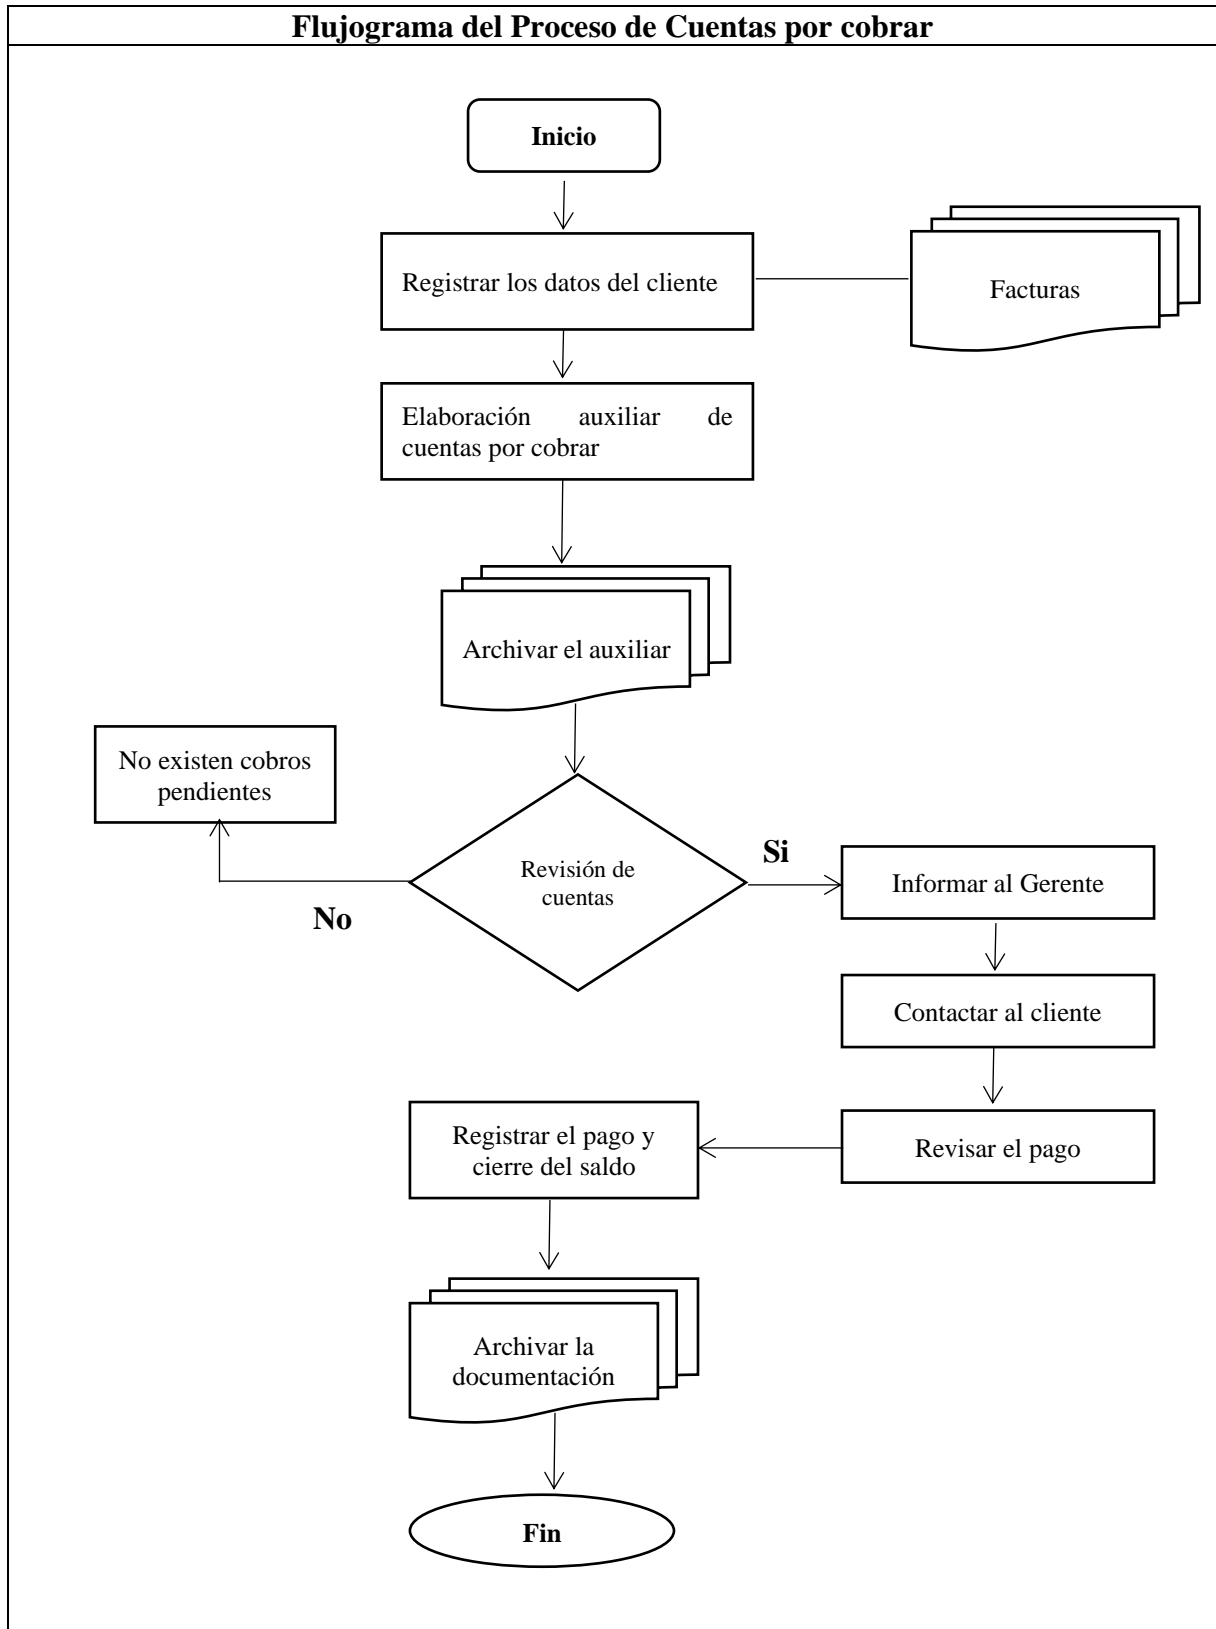 Flujograma del Proceso de Cuentas por cobrar
Inicio
Registrar los datos del cliente
Facturas
Elaboración auxiliar de
cuentas por cobrar
Archivar el auxiliar
No existen cobros
pendientes
Revisión de
cuentas
Si
No
Informar al Gerente
Contactar al cliente
Revisar el pago
Registrar el pago y
cierre del saldo
Archivar la
documentación
Fin